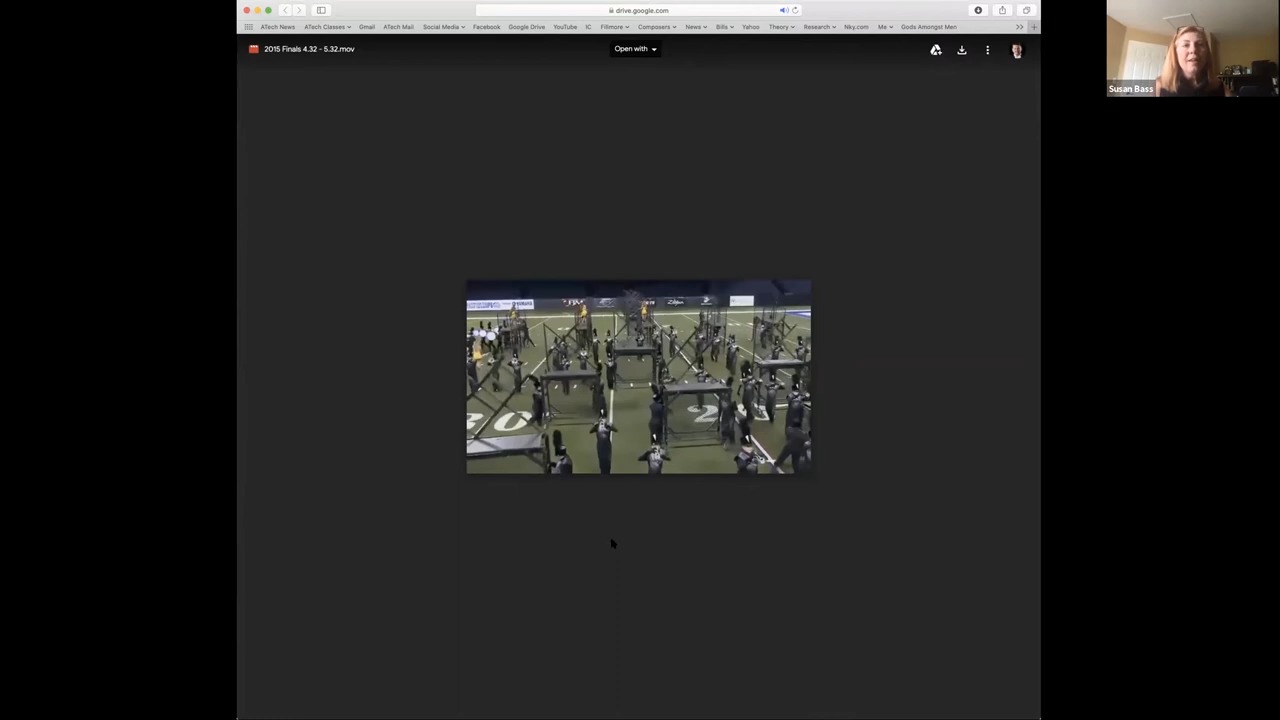 drive.google.com
ATech News ATech Classes Gmail ATech Mail Social Media Facebook Google Drive YouTube IC Fillmore Composers News Bills Yahoo Theory Research Nky.com Me Gods Amongst Men
2015 Finals 4.32 - 5.32.mov
Open with
Susan Bass
30
2